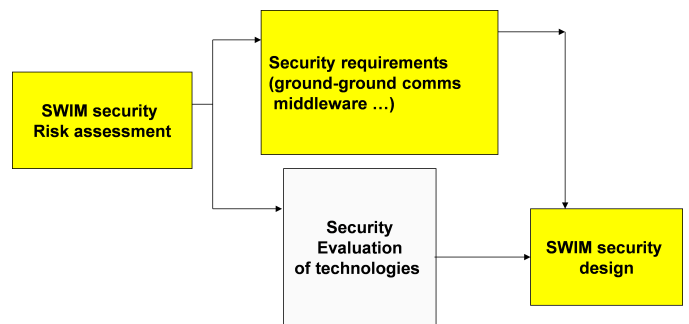 SWIM security
Risk assessment
Security requirements
(ground-ground comms
middleware …)
Security
Evaluation
of technologies
SWIM security
design